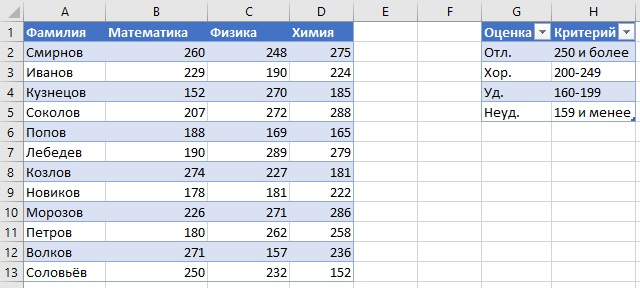 A B C D E F G H
1 Фамилия Математика Физика Химия Оценка Критерий
2 Смирнов 260 248 275 Отл. 250 и более
3 Иванов 229 190 224 Хор. 200-249
4 Кузнецов 152 270 185 Уд. 160-199
5 Соколов 207 272 288 Неуд. 159 и менее
6 Попов 188 169 165
7 Лебедев 190 289 279
8 Козлов 274 227 181
9 Новиков 178 181 222
10 Морозов 226 271 286
11 Петров 180 262 258
12 Волков 271 157 236
13 Соловьёв 250 232 152